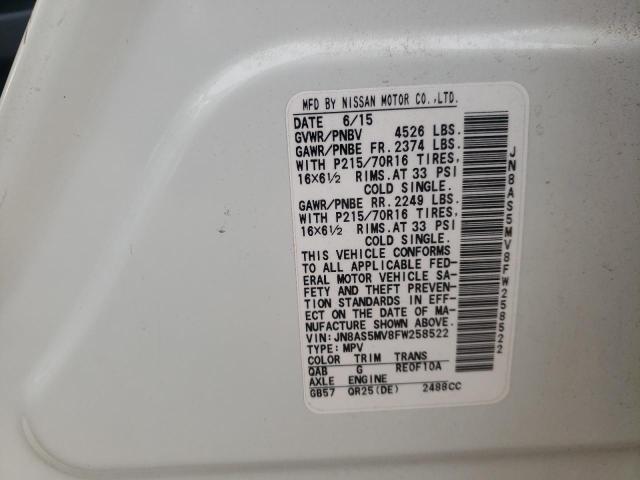 MFD BY NISSAN MOTOR CO.,LTD.
DATE 6/15
GVWR/PNBV 4526 LBS.
GAWR/PNBE FR. 2374 LBS.
WITH P215/70R16 TIRES,
16×6½ RIMS.AT 33 PSI
COLD SINGLE.
GAWR/PNBE RR. 2249 LBS.
WITH P215/70R16 TIRES,
16×6½ RIMS.AT 33 PSI
COLD SINGLE.
THIS VEHICLE CONFORMS
TO ALL APPLICABLE FED-
ERAL MOTOR VEHICLE SA-
FETY AND THEFT PREVEN-
TION STANDARDS IN EFF-
ECT ON THE DATE OF MA-
NUFACTURE SHOWN ABOVE.
VIN:JN8AS5MV8FW258522
TYPE:MPV
COLOR TRIM TRANS
QAB G RE0F10A
AXLE ENGINE
GB57 QR25(DE) 2488CC
JN8AS5MV8FW258522